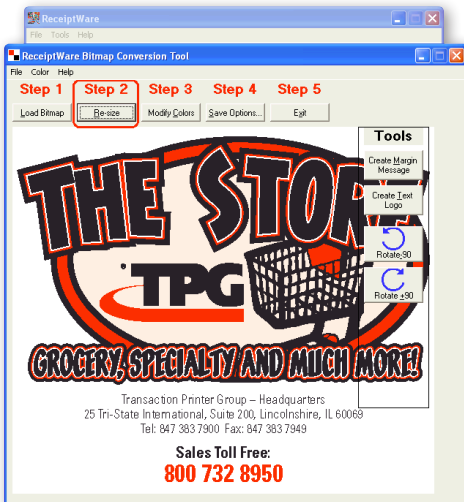 ReceiptWare
File Tools Help
ReceiptWare Bitmap Conversion Tool
File Color Help
Step 1 Step 2 Step 3 Step 4 Step 5
Load Bitmap Re-size Modify Colors Save Options... Exit
Tools
Create Margin
Message
Create Text
Logo
Rotate-90
Rotate +90
THE STORE
TPG
GROCERY, SPECIALTY AND MUCH MORE!
Transaction Printer Group – Headquarters
25 Tri-State International, Suite 200, Lincolnshire, IL 60069
Tel: 847 383 7900 Fax: 847 383 7949
Sales Toll Free:
800 732 8950